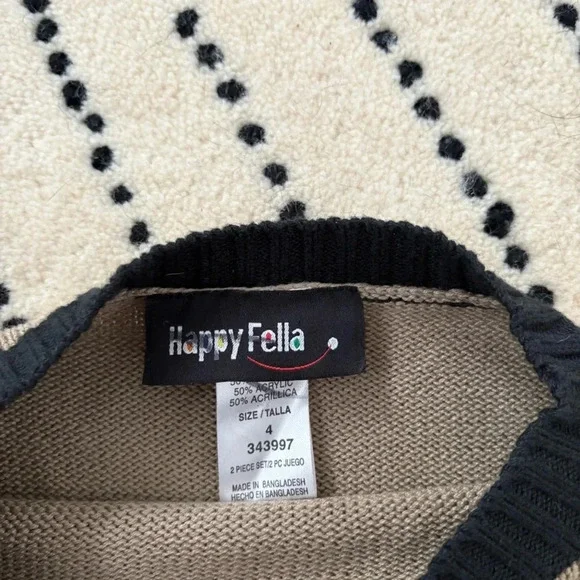 Happy Fella
50% ACRYLIC
50% ACRILLICA
SIZE/TALLA
4
343997
2 PIECE SET/2 PC JUEGO
MADE IN BANGLADESH
HECHO EN BANGLADESH